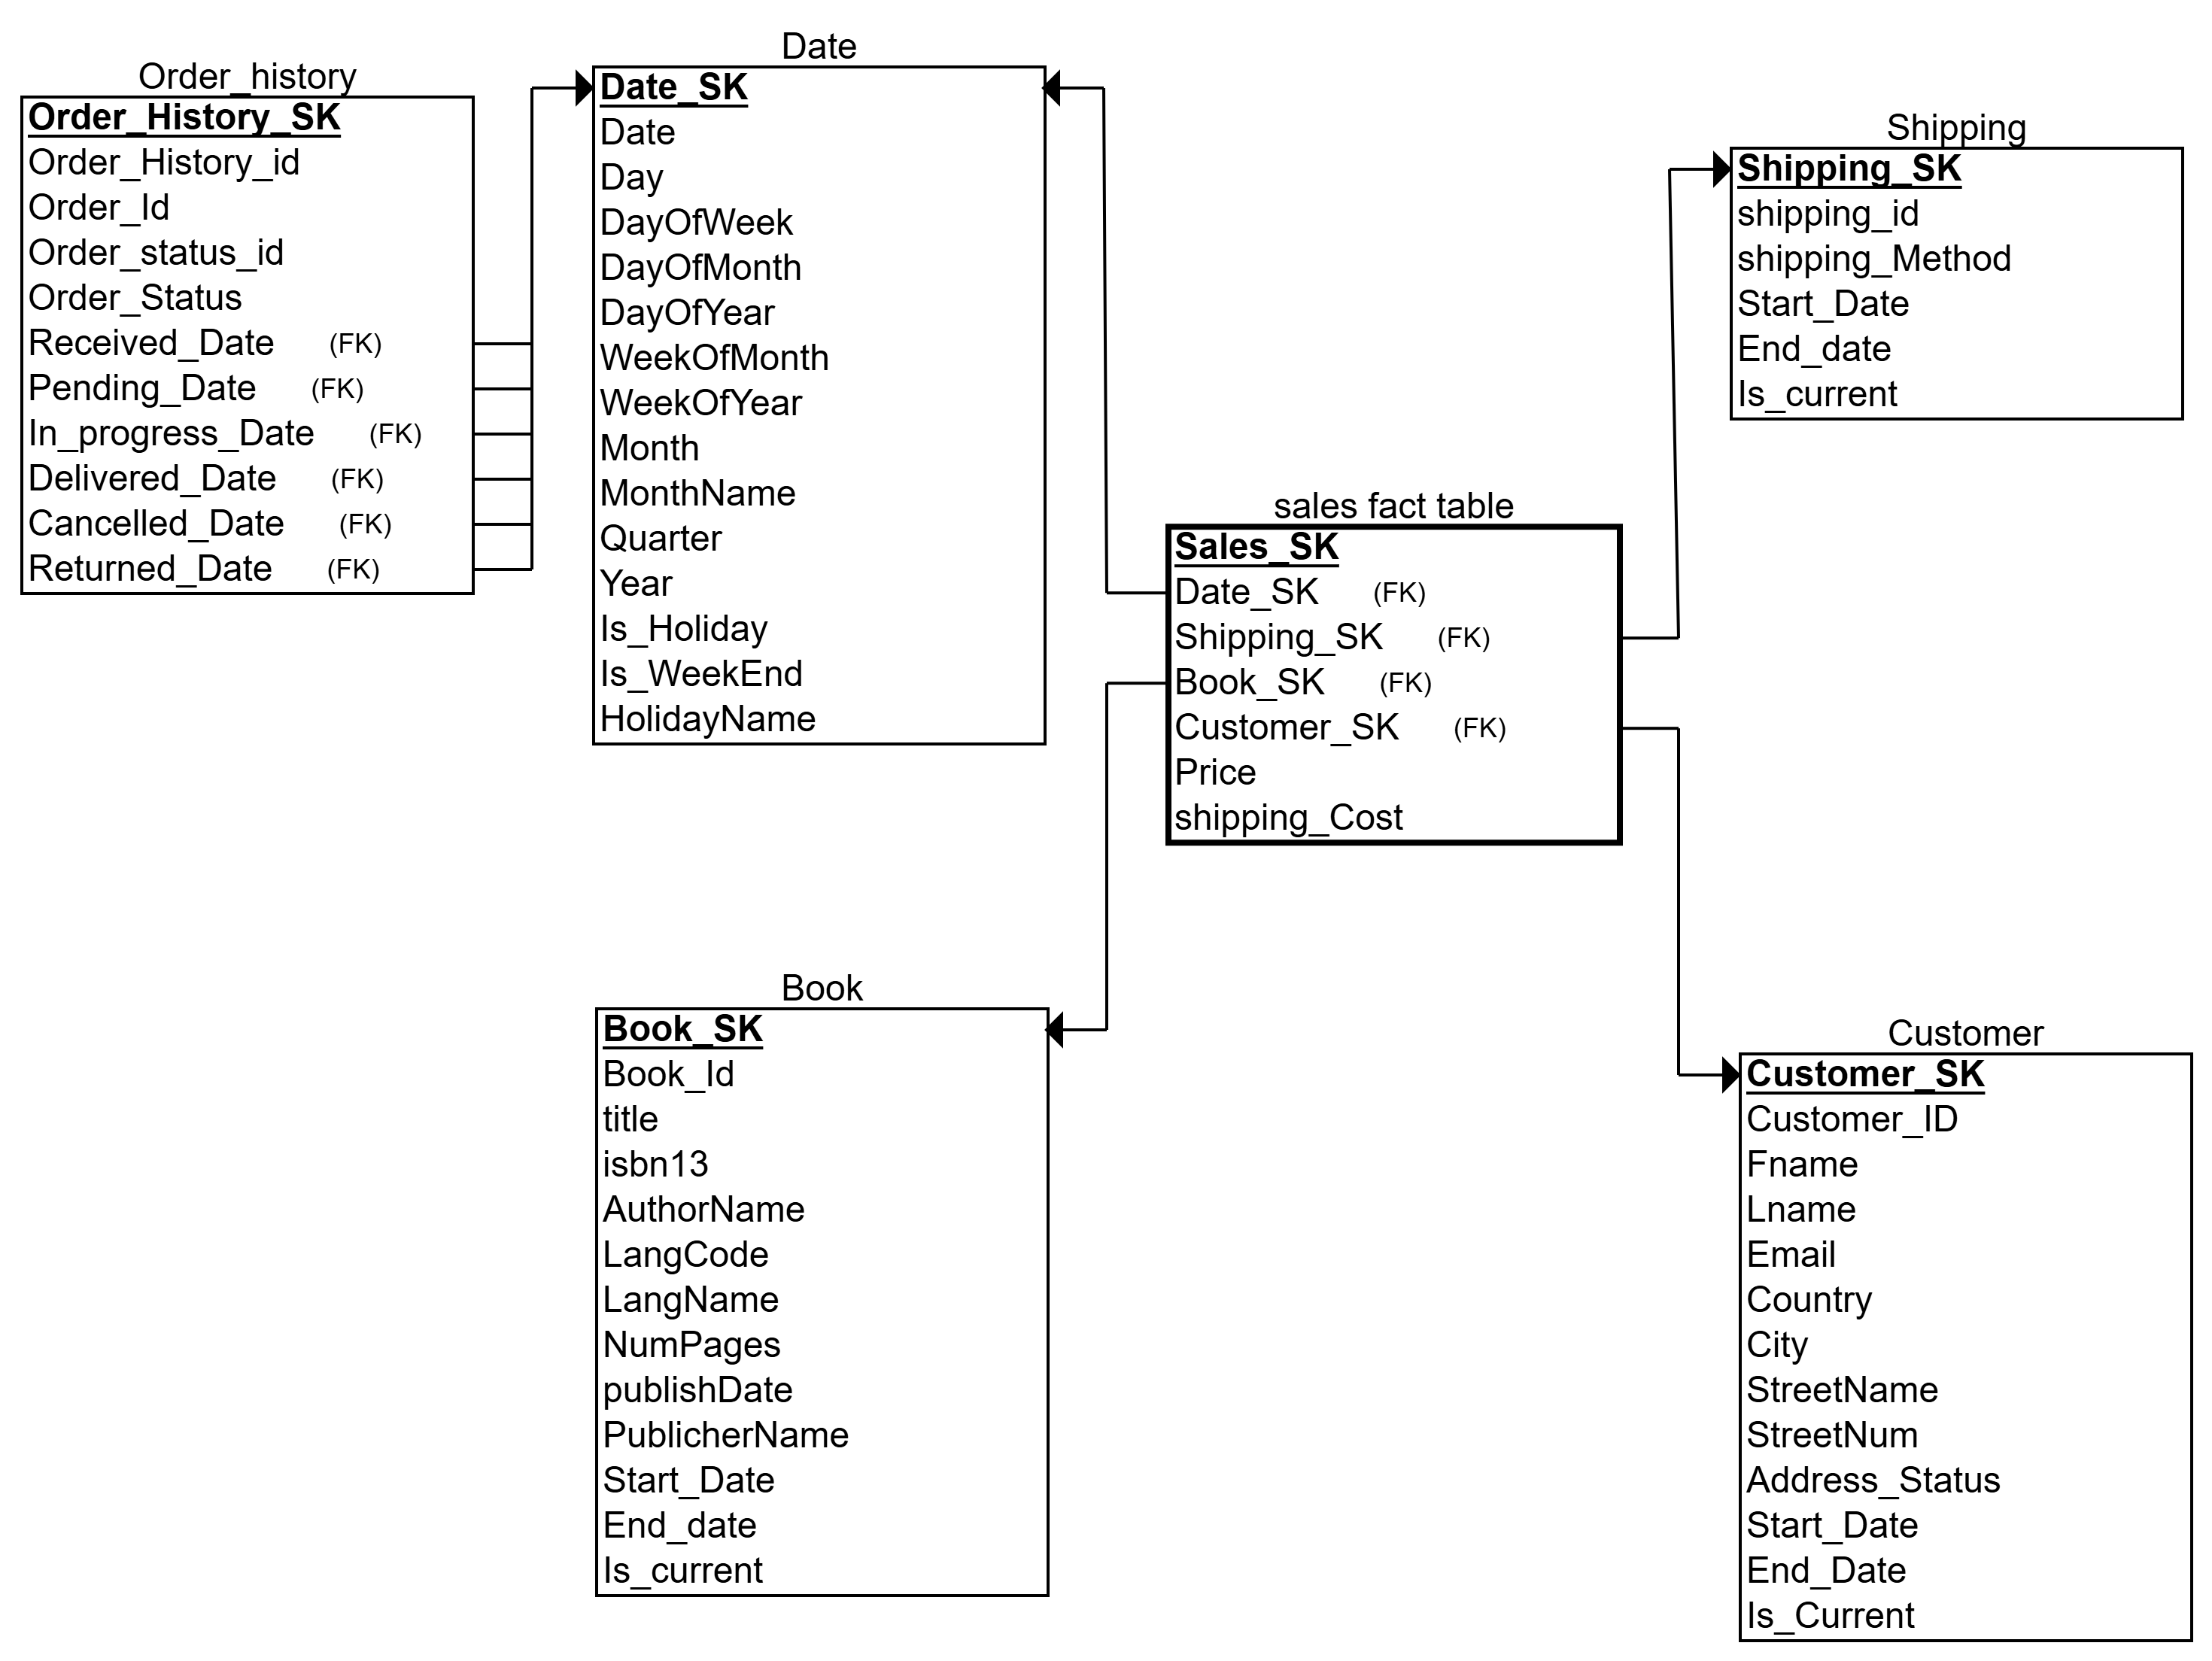 Order_history
Order_History_SK
Order_History_id
Order_Id
Order_status_id
Order_Status
Received_Date (FK)
Pending_Date (FK)
In_progress_Date (FK)
Delivered_Date (FK)
Cancelled_Date (FK)
Returned_Date (FK)
Date
Date_SK
Date
Day
DayOfWeek
DayOfMonth
DayOfYear
WeekOfMonth
WeekOfYear
Month
MonthName
Quarter
Year
Is_Holiday
Is_WeekEnd
HolidayName
Shipping
Shipping_SK
shipping_id
shipping_Method
Start_Date
End_date
Is_current
sales fact table
Sales_SK
Date_SK (FK)
Shipping_SK (FK)
Book_SK (FK)
Customer_SK (FK)
Price
shipping_Cost
Book
Book_SK
Book_Id
title
isbn13
AuthorName
LangCode
LangName
NumPages
publishDate
PublicherName
Start_Date
End_date
Is_current
Customer
Customer_SK
Customer_ID
Fname
Lname
Email
Country
City
StreetName
StreetNum
Address_Status
Start_Date
End_Date
Is_Current